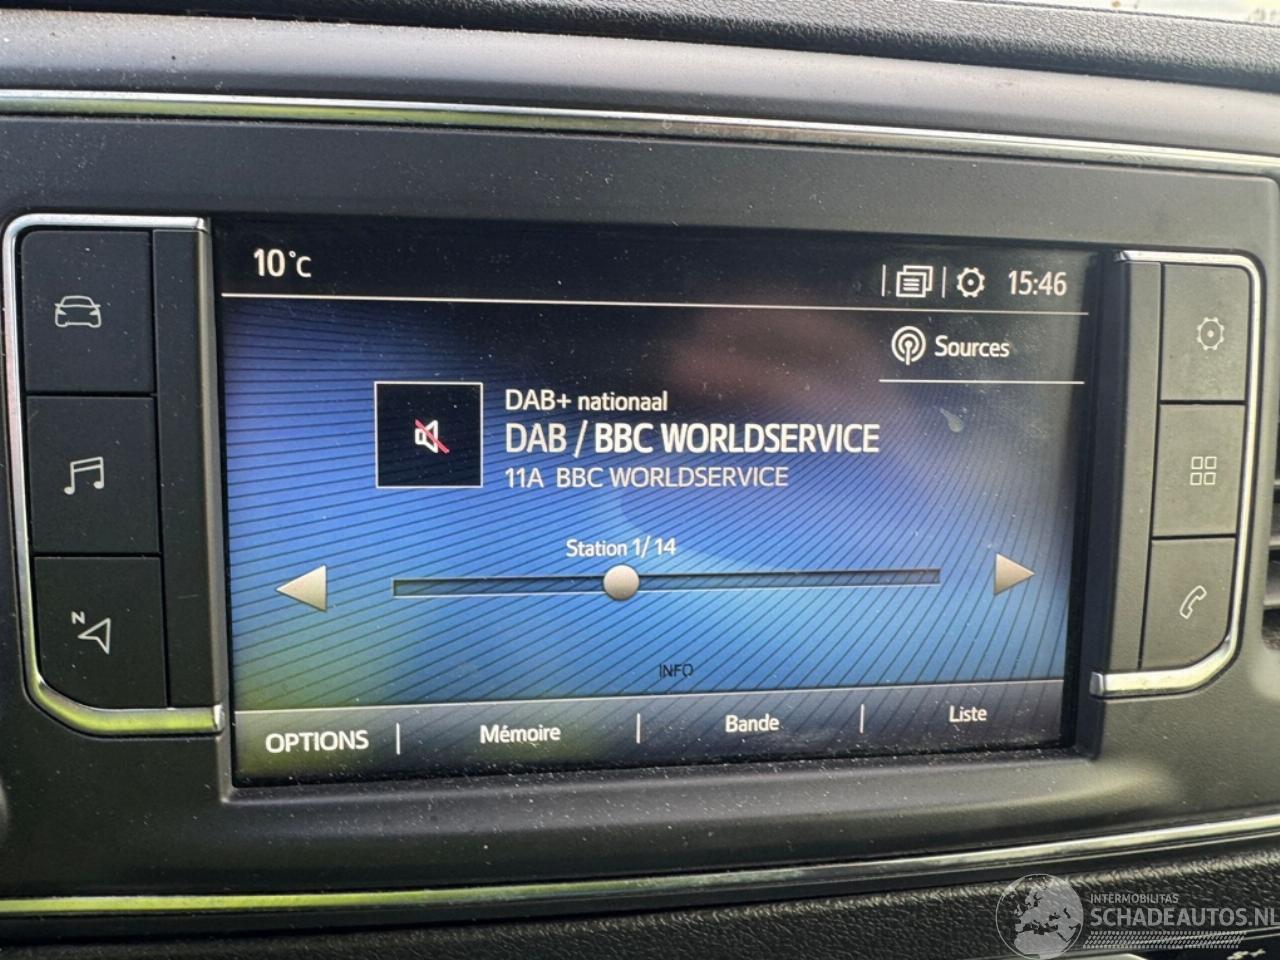 10°C
15:46
Sources
DAB+ nationaal
DAB / BBC WORLDSERVICE
11A BBC WORLDSERVICE
Station 1/14
N
INFO
OPTIONS
Mémoire
Bande
Liste
INTERMOBILITAS
SCHADEAUTOS.NL